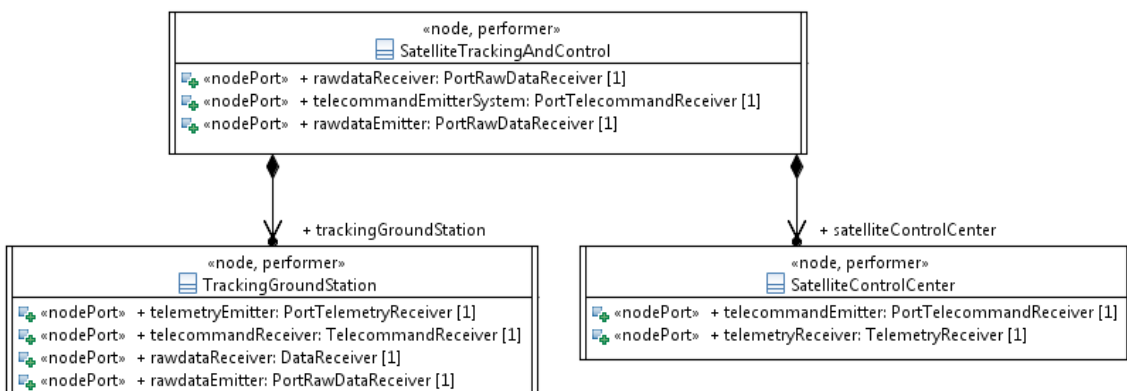 «node, performer»
SatelliteTrackingAndControl
«nodePort» + rawdataReceiver: PortRawDataReceiver [1]
«nodePort» + telecommandEmitterSystem: PortTelecommandReceiver [1]
«nodePort» + rawdataEmitter: PortRawDataReceiver [1]
+ trackingGroundStation
+ satelliteControlCenter
«node, performer»
TrackingGroundStation
«nodePort» + telemetryEmitter: PortTelemetryReceiver [1]
«nodePort» + telecommandReceiver: TelecommandReceiver [1]
«nodePort» + rawdataReceiver: DataReceiver [1]
«nodePort» + rawdataEmitter: PortRawDataReceiver [1]
«node, performer»
SatelliteControlCenter
«nodePort» + telecommandEmitter: PortTelecommandReceiver [1]
«nodePort» + telemetryReceiver: TelemetryReceiver [1]